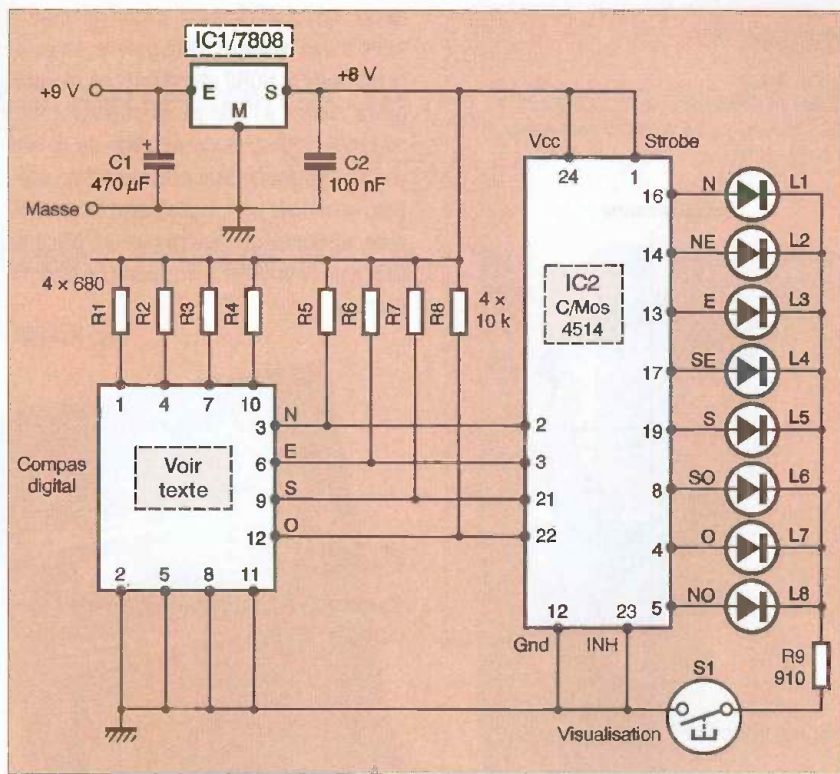 IC1/7808
+9 V
E
S
M
+8 V
C1
470 µF
+
C2
100 nF
Masse
Vcc
Strobe
24
1
4 x 680
R1
R2
R3
R4
R5
R6
R7
R8
4 x
10 k
IC2
C/Mos
4514
16
N
L1
14
NE
L2
13
E
L3
17
SE
L4
19
S
L5
8
SO
L6
4
O
L7
5
NO
L8
1
4
7
10
Compas
digital
Voir
texte
3
N
6
E
9
S
12
O
2
3
21
22
2
5
8
11
12
23
Gnd
INH
R9
910
S1
Visualisation